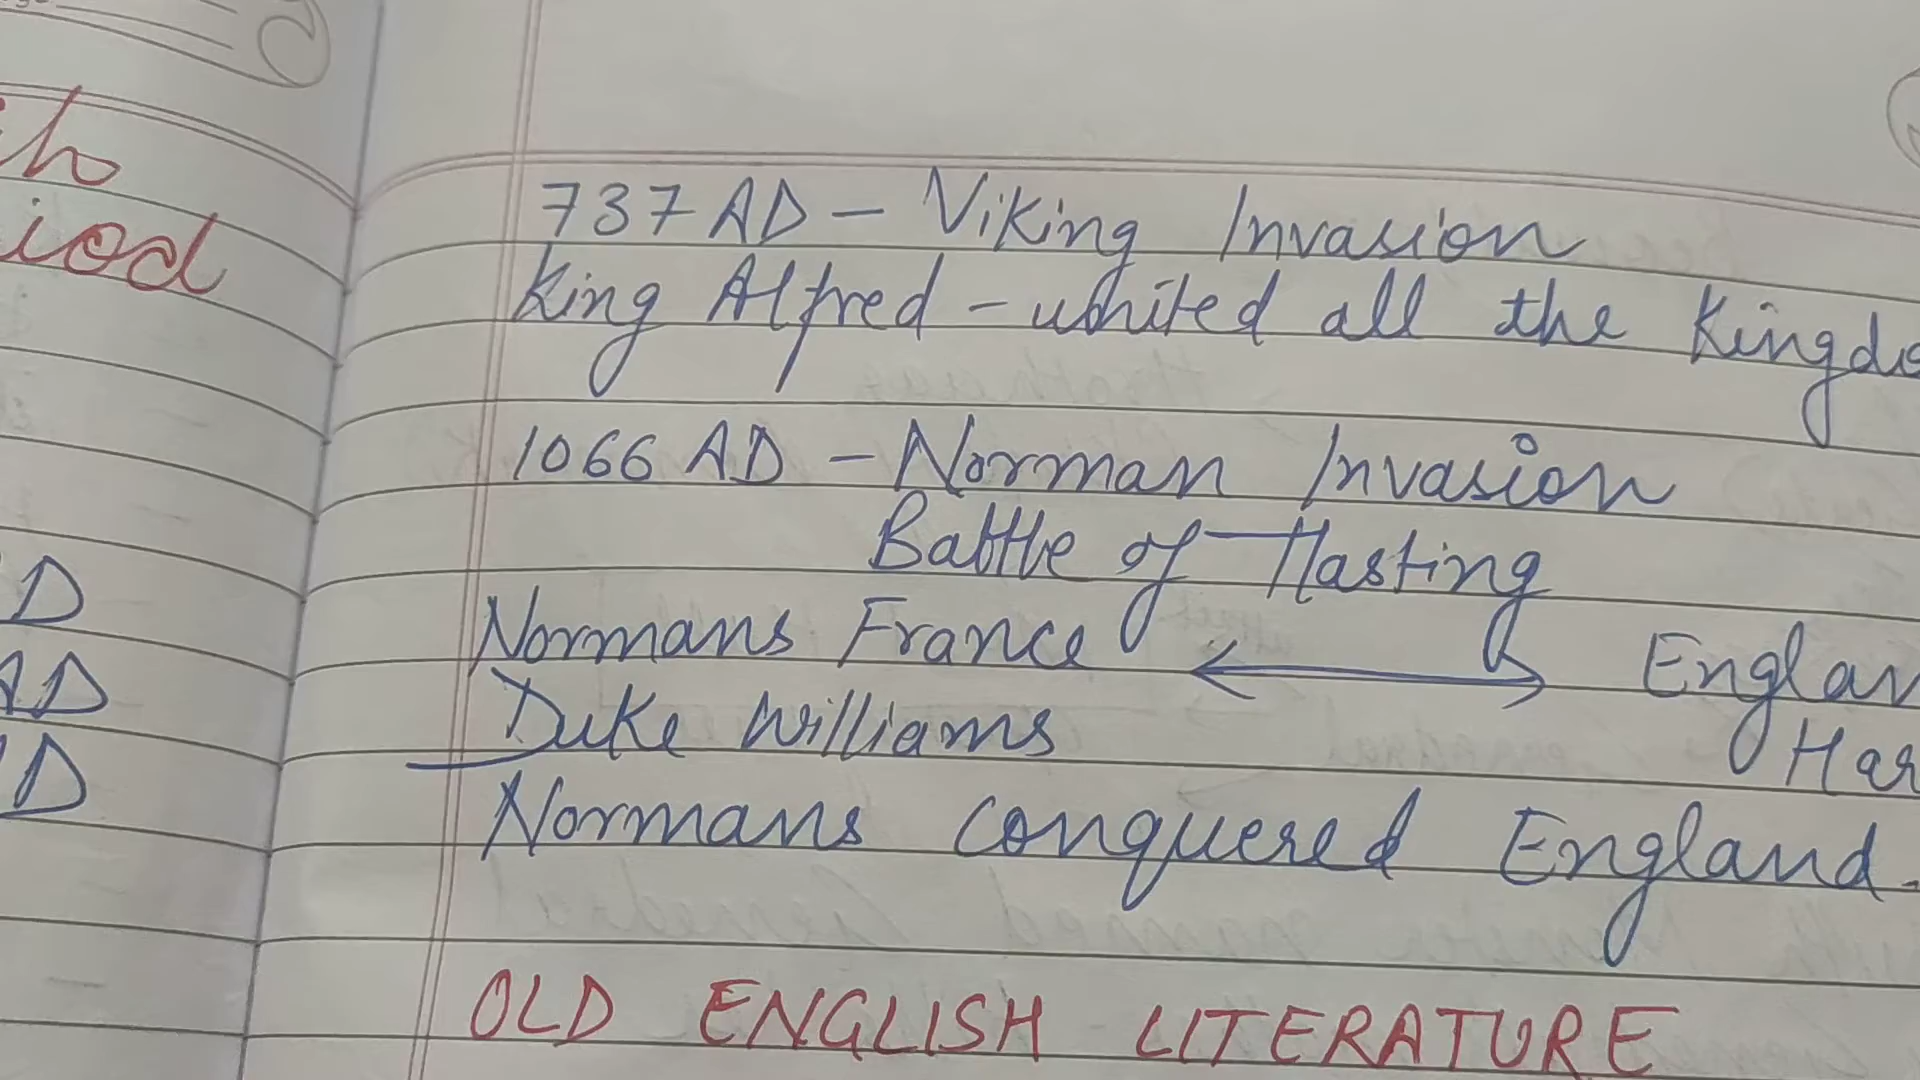 737 AD - Viking Invasion
King Alfred - united all the
1066 AD - Norman Invasion
Battle of Hasting
Normans France ↔
Duke Williams
Normans conquered England.
OLD ENGLISH LITERATURE